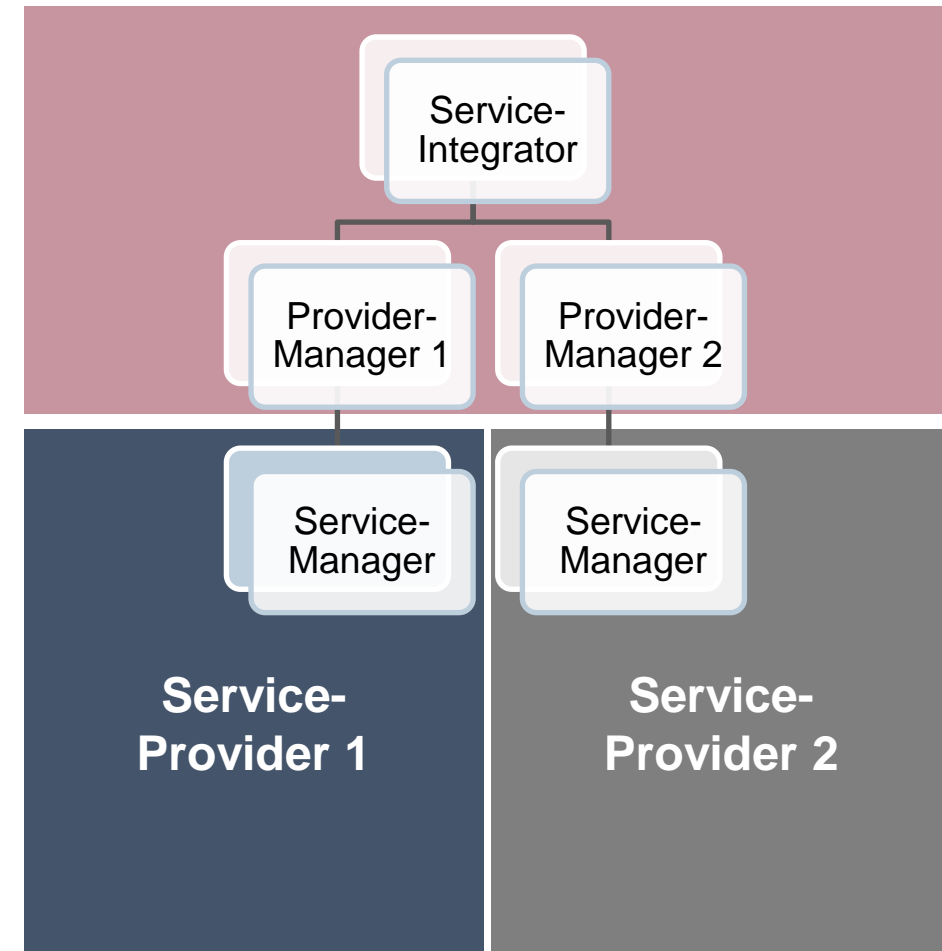 Service-
Integrator
Provider-
Manager 1
Provider-
Manager 2
Service-
Manager
Service-
Manager
Service-
Provider 1
Service-
Provider 2